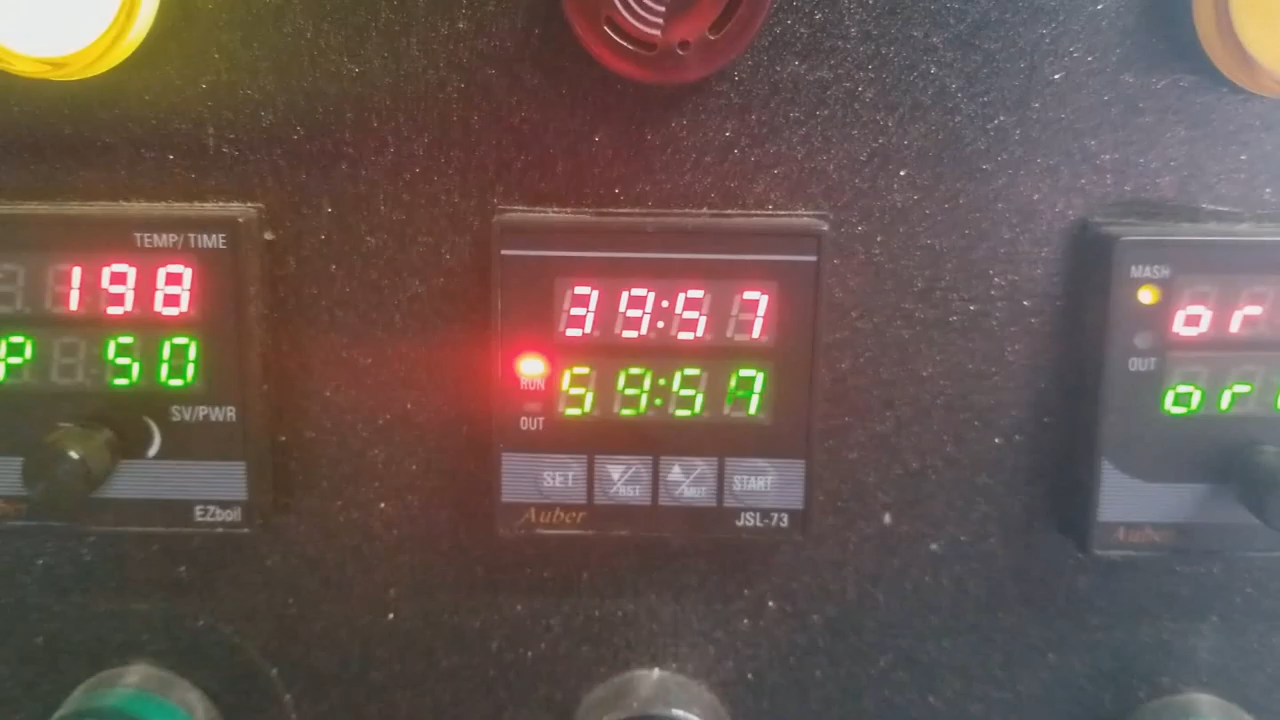 TEMP/ TIME
198
P 50
SV/PWR
EZboil
39:57
59:57
RUN
OUT
SET
RST
MUT
START
Auber
JSL-73
MASH
or
OUT
or
Auber